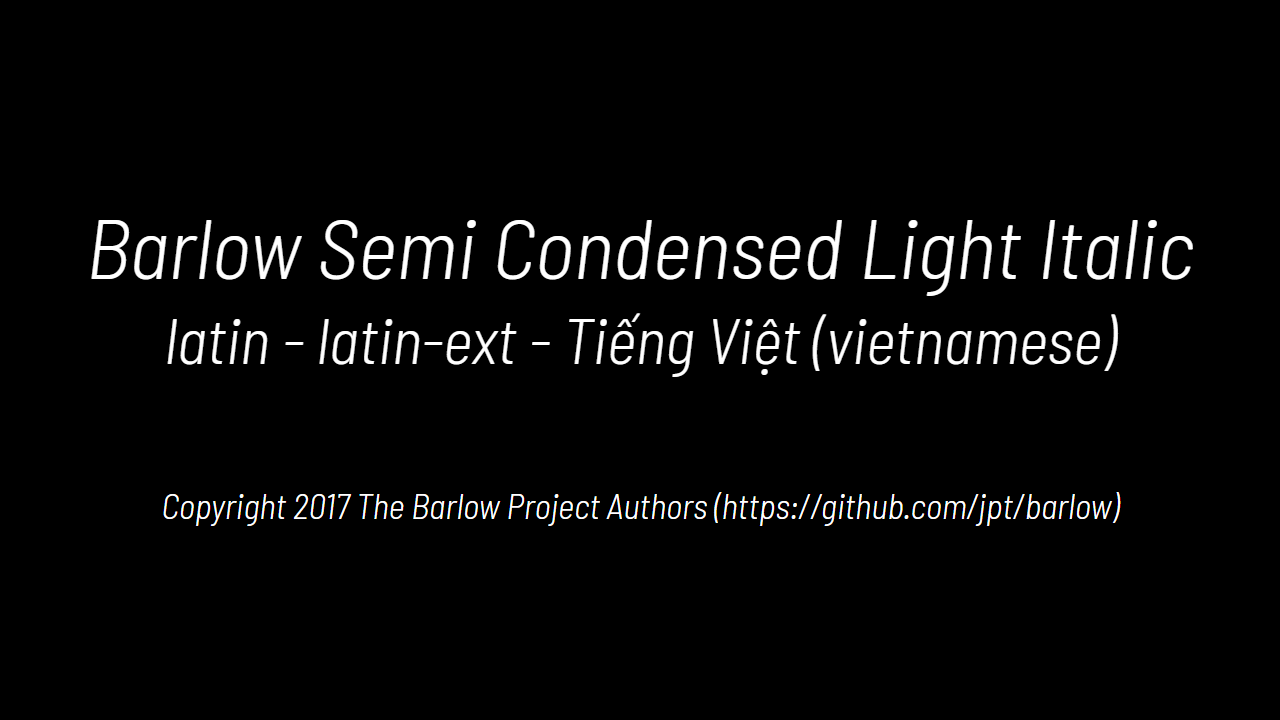 Barlow Semi Condensed Light Italic
latin - latin-ext - Tiếng Việt (vietnamese)
Copyright 2017 The Barlow Project Authors (https://github.com/jpt/barlow)